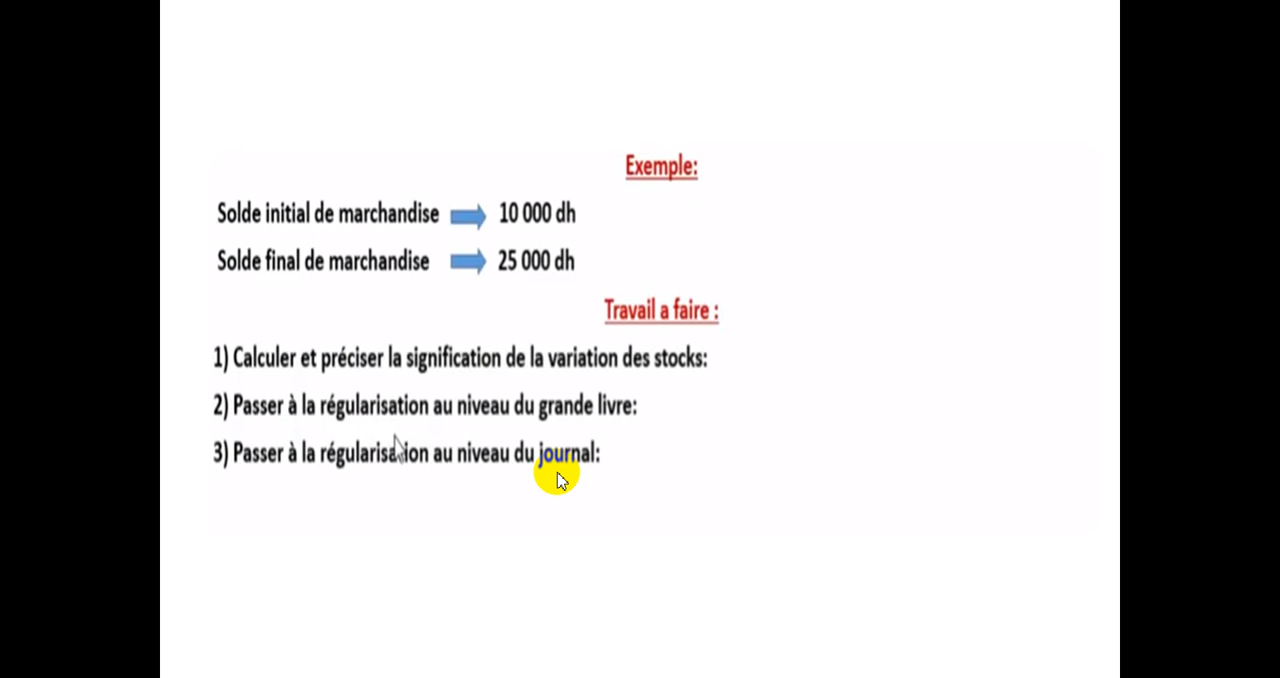 Exemple:
Solde initial de marchandise 10 000 dh
Solde final de marchandise 25 000 dh
Travail a faire :
1) Calculer et préciser la signification de la variation des stocks:
2) Passer à la régularisation au niveau du grande livre:
3) Passer à la régularisation au niveau du journal: